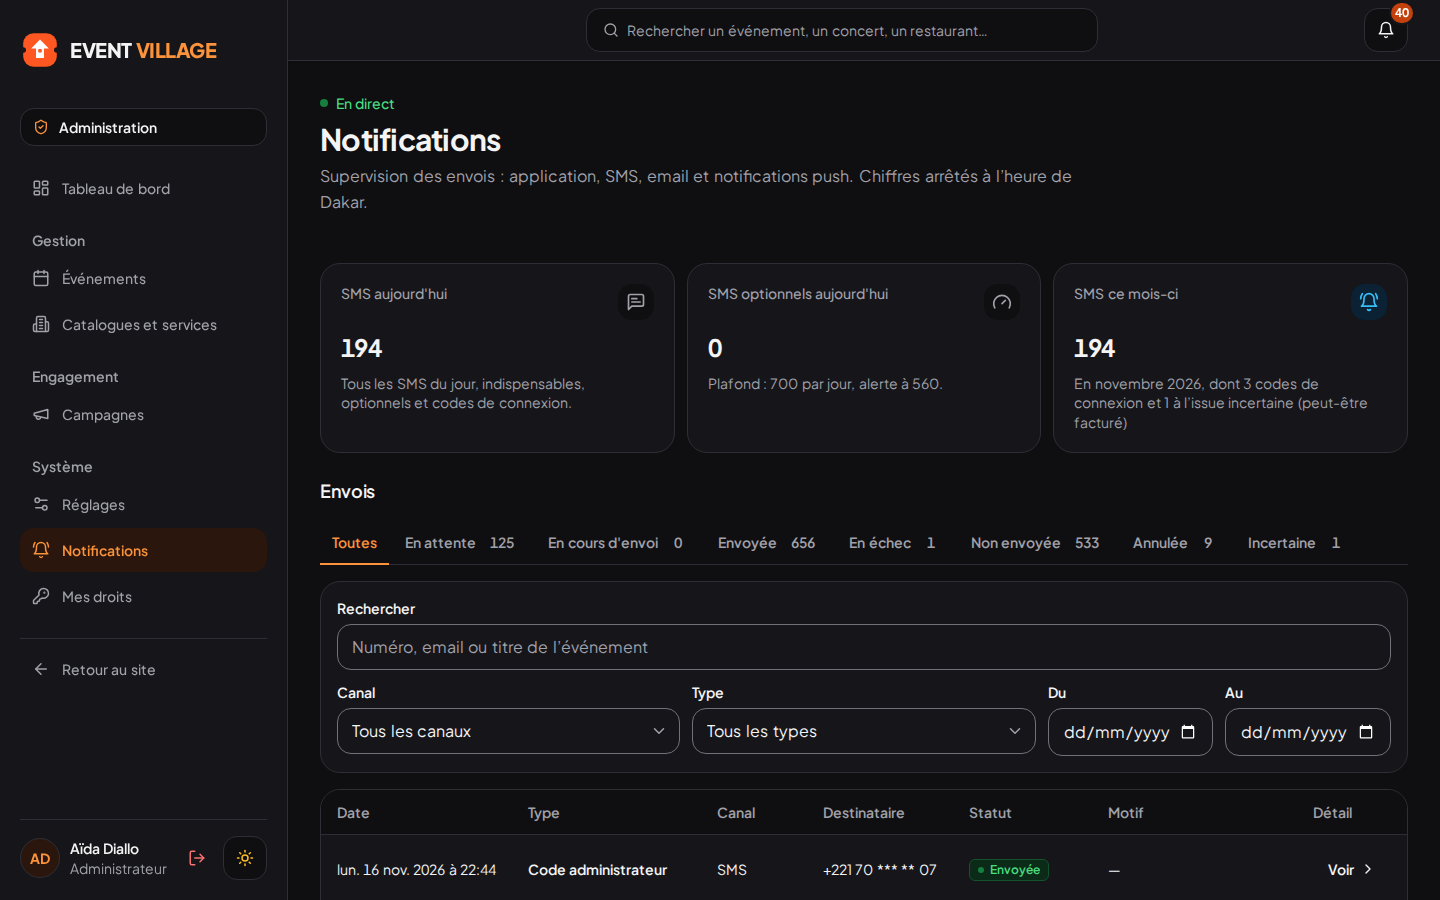 EVENT VILLAGE
Administration
Tableau de bord
Gestion
Événements
Catalogues et services
Engagement
Campagnes
Système
Réglages
Notifications
Mes droits
Retour au site
AD
Aïda Diallo
Administrateur
Rechercher un événement, un concert, un restaurant…
40
En direct
Notifications
Supervision des envois : application, SMS, email et notifications push. Chiffres arrêtés à l’heure de
Dakar.
SMS aujourd'hui
194
Tous les SMS du jour, indispensables,
optionnels et codes de connexion.
SMS optionnels aujourd'hui
0
Plafond : 700 par jour, alerte à 560.
SMS ce mois-ci
194
En novembre 2026, dont 3 codes de
connexion et 1 à l’issue incertaine (peut-être
facturé)
Envois
Toutes En attente 125 En cours d'envoi 0 Envoyée 656 En échec 1 Non envoyée 533 Annulée 9 Incertaine 1
Rechercher
Numéro, email ou titre de l’événement
Canal Type Du Au
Tous les canaux Tous les types dd/mm/yyyy dd/mm/yyyy
Date Type Canal Destinataire Statut Motif Détail
lun. 16 nov. 2026 à 22:44 Code administrateur SMS +221 70 *** ** 07 Envoyée — Voir